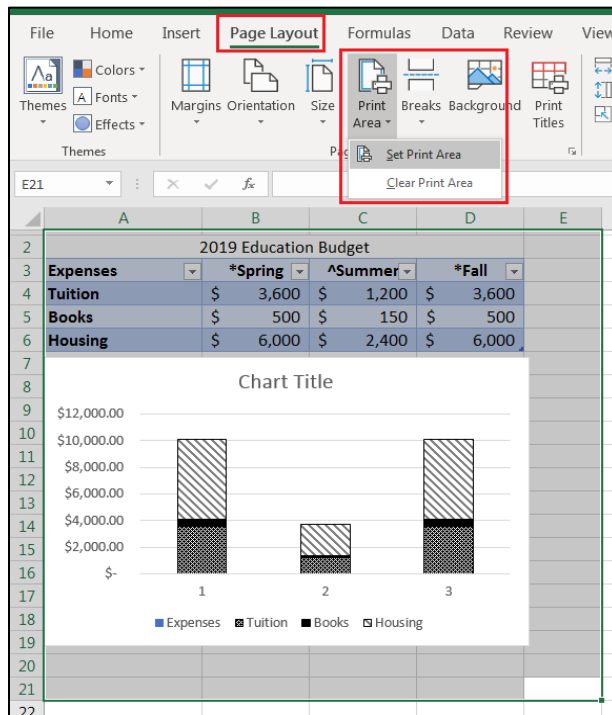 File Home Insert Page Layout Formulas Data Review View
Colors
Fonts
Effects
Themes Margins Orientation Size Print Area Breaks Background Print Titles
Themes
Set Print Area
Clear Print Area
E21 fx
A B C D E
2 2019 Education Budget
3 Expenses *Spring ^Summer *Fall
4 Tuition $ 3,600 $ 1,200 $ 3,600
5 Books $ 500 $ 150 $ 500
6 Housing $ 6,000 $ 2,400 $ 6,000
7
8 Chart Title
9 $12,000.00
10 $10,000.00
11
12 $8,000.00
13 $6,000.00
14 $4,000.00
15 $2,000.00
16 $-
17 1 2 3
18 Expenses Tuition Books Housing
19
20
21
22